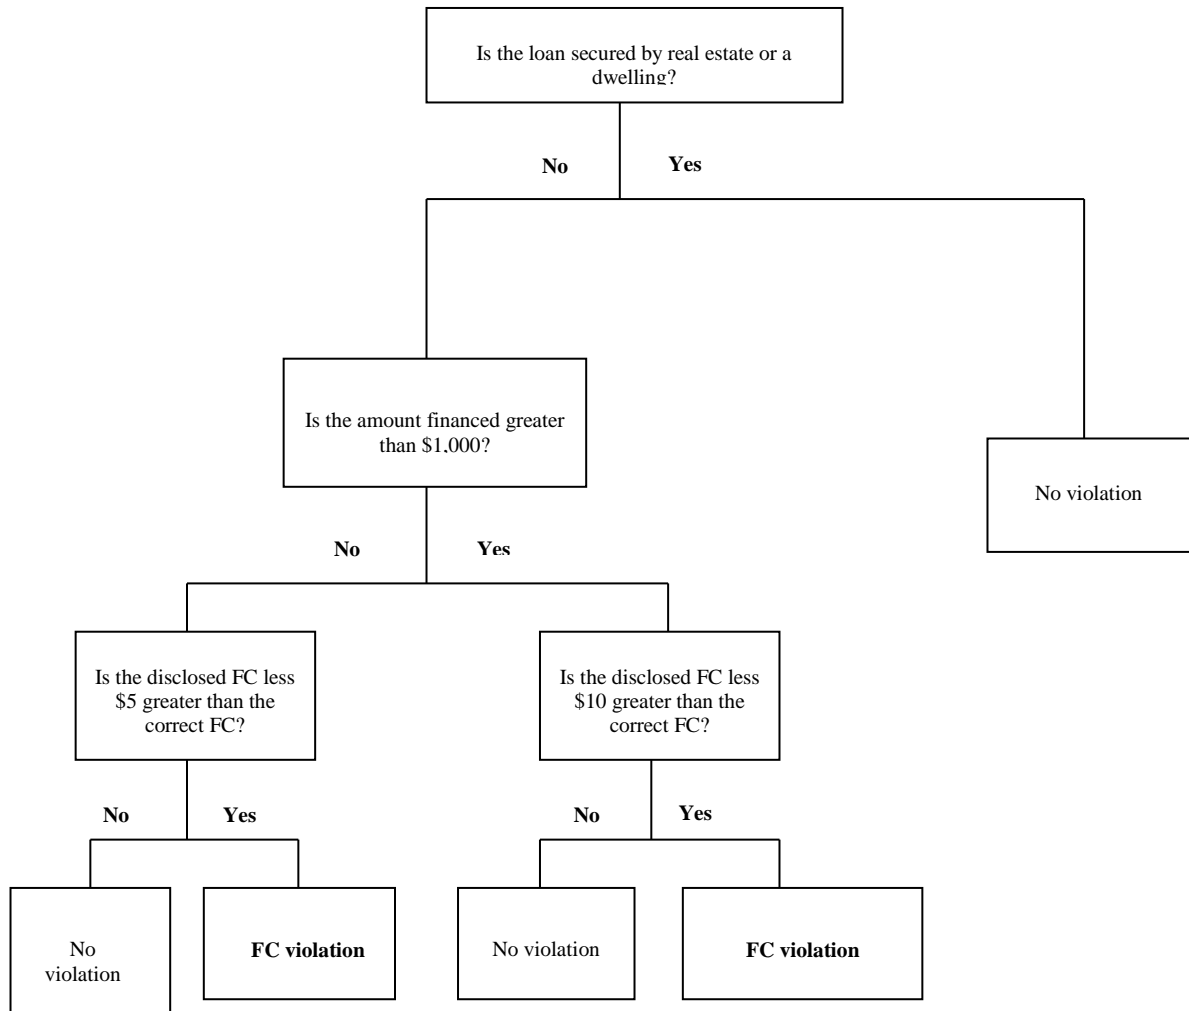 Is the loan secured by real estate or a
dwelling?
No
Yes
Is the amount financed greater
than $1,000?
No violation
No
Yes
Is the disclosed FC less
$5 greater than the
correct FC?
Is the disclosed FC less
$10 greater than the
correct FC?
No
Yes
No
Yes
No
violation
FC violation
No violation
FC violation